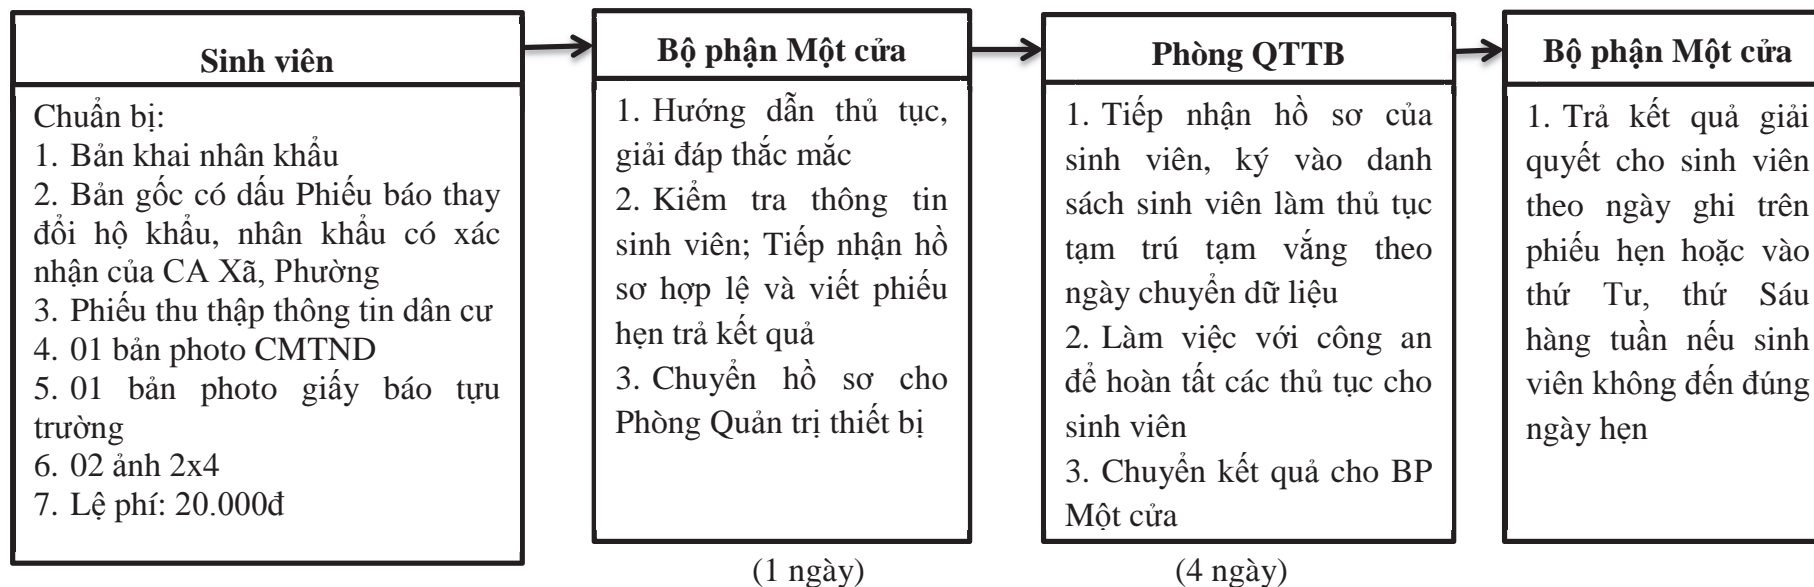 Sinh viên
Chuẩn bị:
1. Bản khai nhân khẩu
2. Bản gốc có dấu Phiếu báo thay
đổi hộ khẩu, nhân khẩu có xác
nhận của CA Xã, Phường
3. Phiếu thu thập thông tin dân cư
4. 01 bản photo CMTND
5. 01 bản photo giấy báo tựu
trường
6. 02 ảnh 2x4
7. Lệ phí: 20.000đ
Bộ phận Một cửa
1. Hướng dẫn thủ tục,
giải đáp thắc mắc
2. Kiểm tra thông tin
sinh viên; Tiếp nhận hồ
sơ hợp lệ và viết phiếu
hẹn trả kết quả
3. Chuyển hồ sơ cho
Phòng Quản trị thiết bị
(1 ngày)
Phòng QTTB
1. Tiếp nhận hồ sơ của
sinh viên, ký vào danh
sách sinh viên làm thủ tục
tạm trú tạm vắng theo
ngày chuyển dữ liệu
2. Làm việc với công an
để hoàn tất các thủ tục cho
sinh viên
3. Chuyển kết quả cho BP
Một cửa
(4 ngày)
Bộ phận Một cửa
1. Trả kết quả giải
quyết cho sinh viên
theo ngày ghi trên
phiếu hẹn hoặc vào
thứ Tư, thứ Sáu
hàng tuần nếu sinh
viên không đến đúng
ngày hẹn